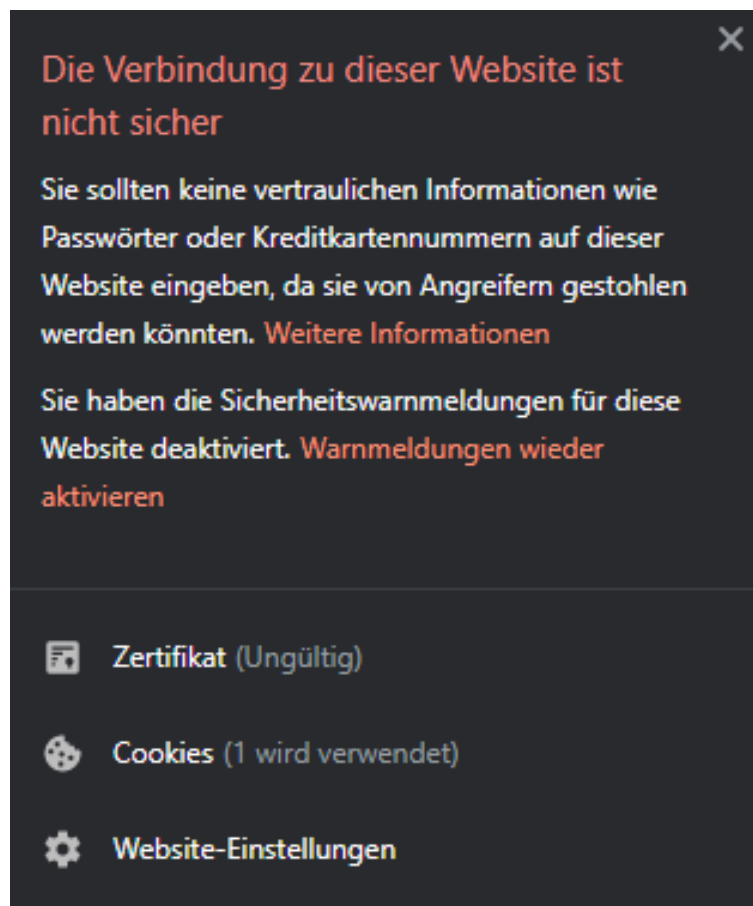 Die Verbindung zu dieser Website ist
nicht sicher
Sie sollten keine vertraulichen Informationen wie
Passwörter oder Kreditkartennummern auf dieser
Website eingeben, da sie von Angreifern gestohlen
werden könnten. Weitere Informationen
Sie haben die Sicherheitswarnmeldungen für diese
Website deaktiviert. Warnmeldungen wieder
aktivieren
Zertifikat (Ungültig)
Cookies (1 wird verwendet)
Website-Einstellungen